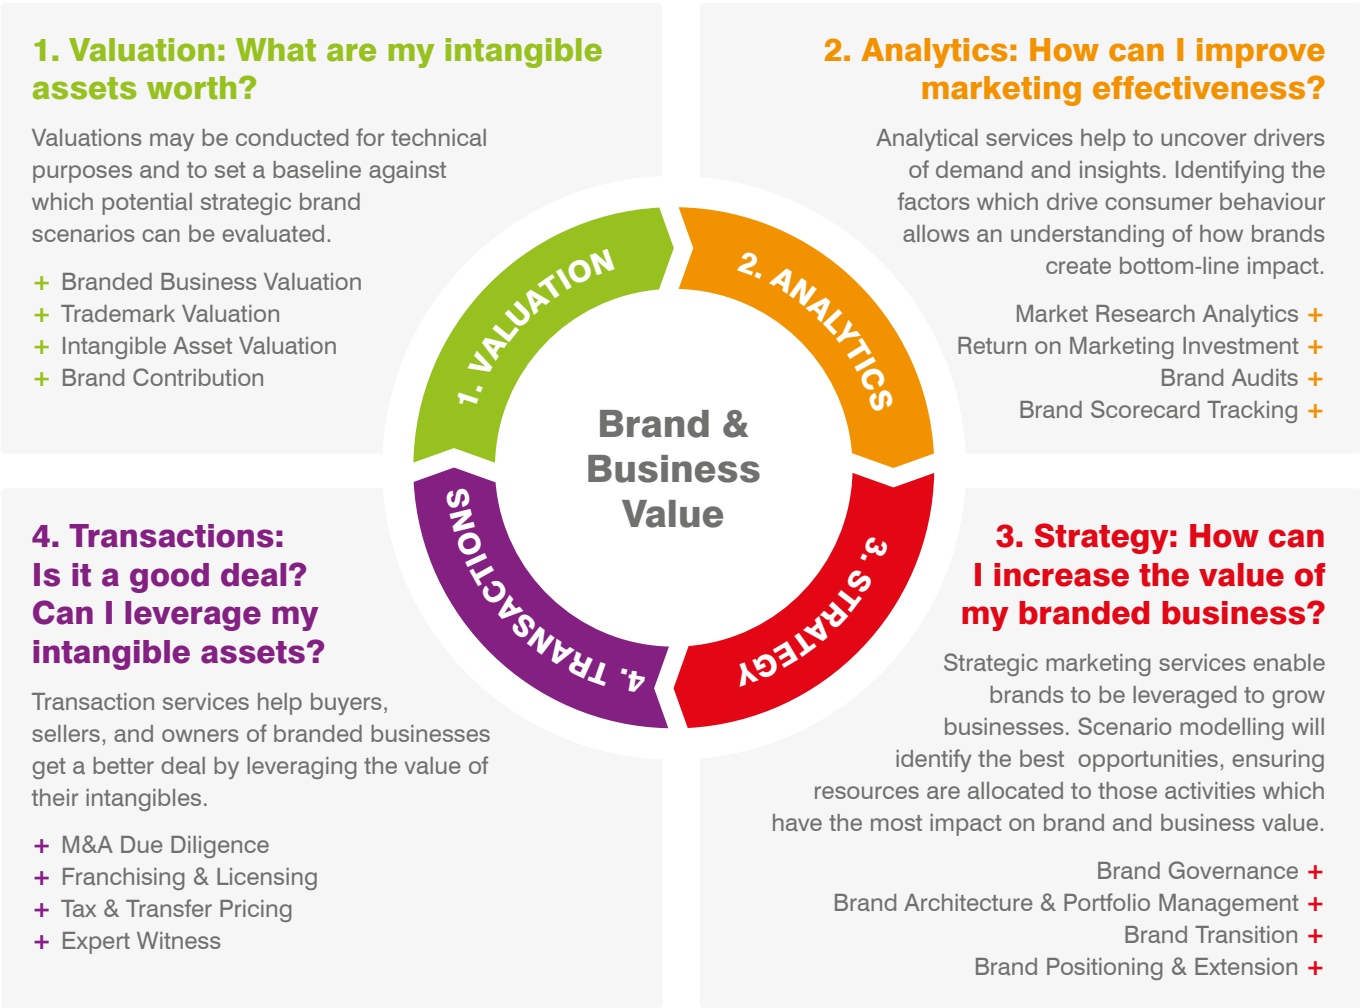 1. Valuation: What are my intangible
assets worth?
Valuations may be conducted for technical
purposes and to set a baseline against
which potential strategic brand
scenarios can be evaluated.
+ Branded Business Valuation
+ Trademark Valuation
+ Intangible Asset Valuation
+ Brand Contribution
2. Analytics: How can I improve
marketing effectiveness?
Analytical services help to uncover drivers
of demand and insights. Identifying the
factors which drive consumer behaviour
allows an understanding of how brands
create bottom-line impact.
Market Research Analytics +
Return on Marketing Investment +
Brand Audits +
Brand Scorecard Tracking +
1. VALUATION
2. ANALYTICS
3. STRATEGY
4. TRANSACTIONS
Brand &
Business
Value
4. Transactions:
Is it a good deal?
Can I leverage my
intangible assets?
Transaction services help buyers,
sellers, and owners of branded businesses
get a better deal by leveraging the value of
their intangibles.
+ M&A Due Diligence
+ Franchising & Licensing
+ Tax & Transfer Pricing
+ Expert Witness
3. Strategy: How can
I increase the value of
my branded business?
Strategic marketing services enable
brands to be leveraged to grow
businesses. Scenario modelling will
identify the best opportunities, ensuring
resources are allocated to those activities which
have the most impact on brand and business value.
Brand Governance +
Brand Architecture & Portfolio Management +
Brand Transition +
Brand Positioning & Extension +